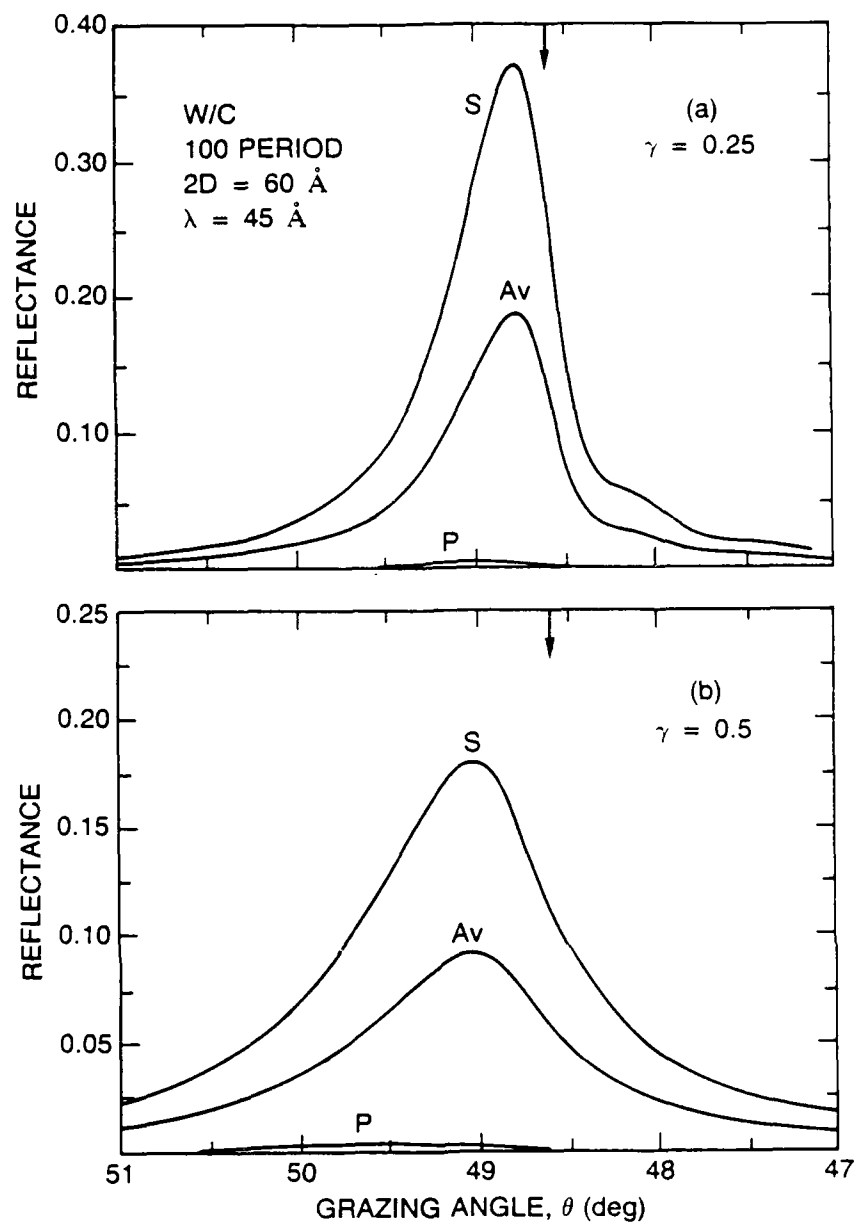 0.40
W/C
100 PERIOD
2D = 60 Å
λ = 45 Å
S
(a)
γ = 0.25
0.30
REFLECTANCE
0.20
Av
0.10
P
0
0.25
(b)
γ = 0.5
0.20
S
0.15
REFLECTANCE
0.10
Av
0.05
P
51 50 49 48 47
GRAZING ANGLE, θ (deg)